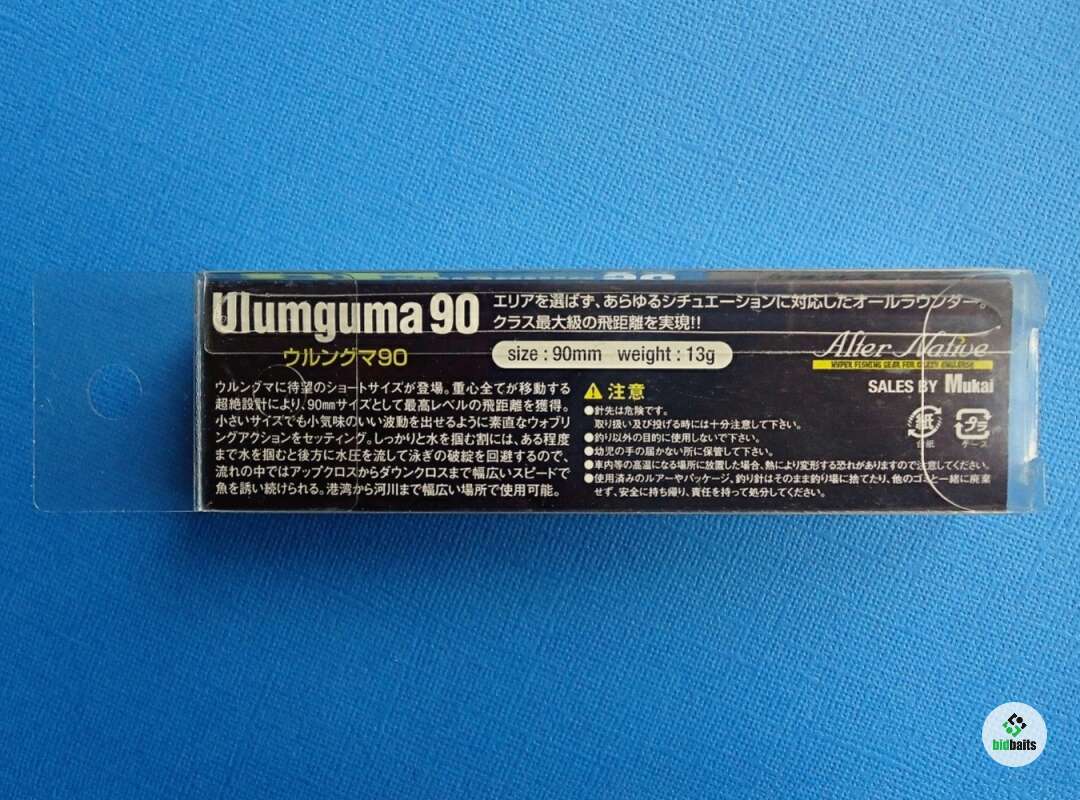 Ulumguma 90
ウルングマ90
エリアを選ばず、あらゆるシチュエーションに対応したオールラウンダー。
クラス最大級の飛距離を実現!!
size : 90mm weight : 13g
ウルングマに待望のショートサイズが登場。重心全てが移動する
超絶設計により、90mmサイズとして最高レベルの飛距離を獲得。
小さいサイズでも小気味のいい波動を出せるように素直なウォブリ
ングアクションをセッティング。しっかりと水を掴む割には、ある程度
まで水を掴むと後方に水圧を流して泳ぎの破綻を回避するので、
流れの中ではアップクロスからダウンクロスまで幅広いスピードで
魚を誘い続けられる。港湾から河川まで幅広い場所で使用可能。
注意
●針先は危険です。
取り扱い及び投げる時には十分注意して下さい。
●釣り以外の目的に使用しないで下さい。
●幼児の手の届かない所に保管して下さい。
●車内等の高温になる場所に放置した場合、熱により変形する恐れがありますので注意してください。
●使用済みのルアーやパッケージ、釣り針はそのまま釣り場に捨てたり、他のゴミと一緒に廃棄
せず、安全に持ち帰り、責任を持って処分してください。
Alter Native
HYPER FISHING GEAR FOR CRAZY ANGLERS!!
SALES BY Mukai
紙
台紙
プラ
bidbaits